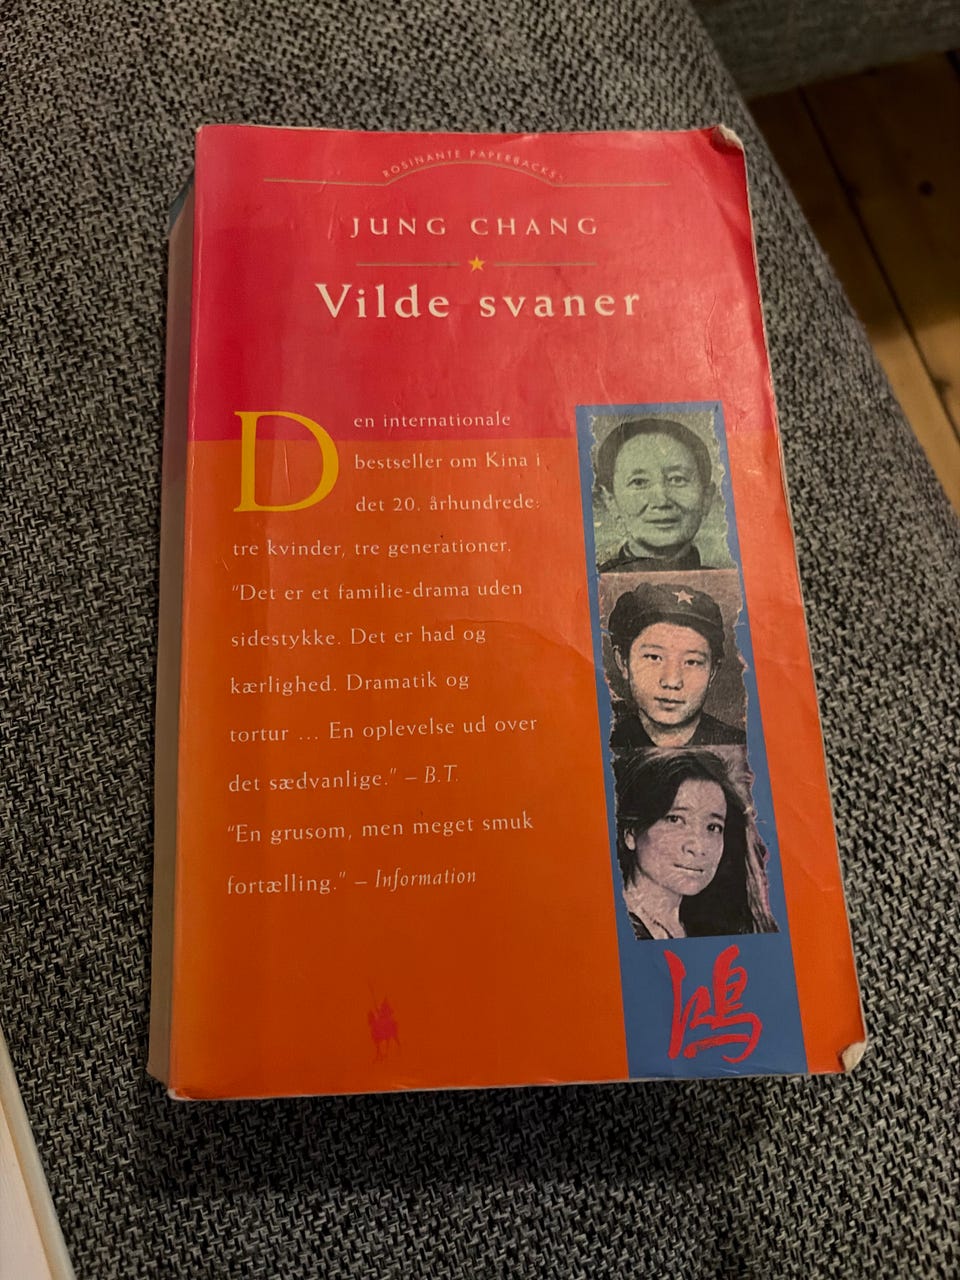 ROSINANTE PAPERBACKS
JUNG CHANG
Vilde svaner
Den internationale
bestseller om Kina i
det 20. århundrede:
tre kvinder, tre generationer.
"Det er et familie-drama uden
sidestykke. Det er had og
kærlighed. Dramatik og
tortur ... En oplevelse ud over
det sædvanlige." – B.T.
"En grusom, men meget smuk
fortælling." – Information
鴻